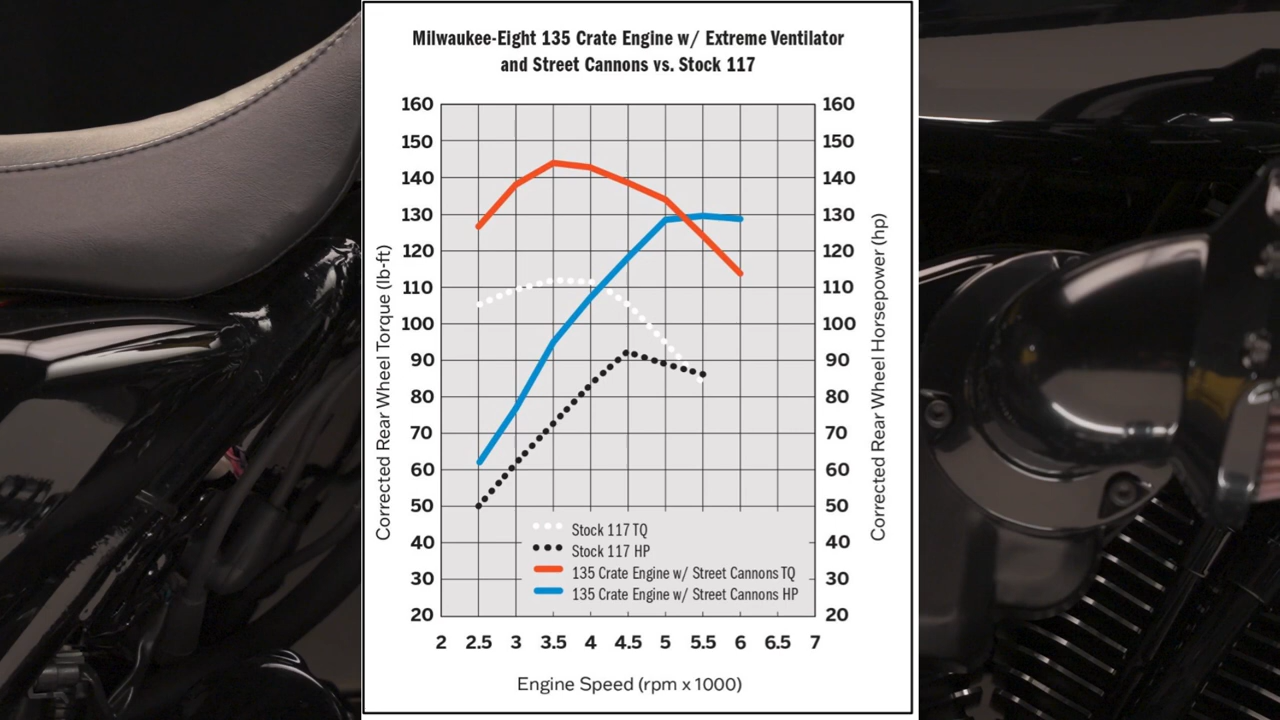 Milwaukee-Eight 135 Crate Engine w/ Extreme Ventilator
and Street Cannons vs. Stock 117
160 160
150 150
140 140
130 130
120 120
110 110
100 100
90 90
80 80
70 70
60 60
50 50
40 40
30 30
20 20
Corrected Rear Wheel Torque (lb-ft)
Corrected Rear Wheel Horsepower (hp)
Stock 117 TQ
Stock 117 HP
135 Crate Engine w/ Street Cannons TQ
135 Crate Engine w/ Street Cannons HP
2 2.5 3 3.5 4 4.5 5 5.5 6 6.5 7
Engine Speed (rpm x 1000)